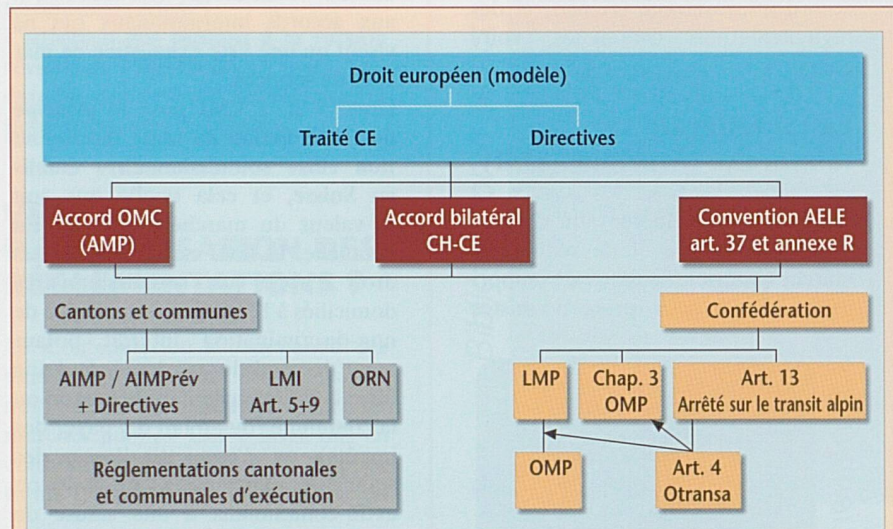 Droit européen (modèle)
Traité CE
Directives
Accord OMC
(AMP)
Accord bilatéral
CH-CE
Convention AELE
art. 37 et annexe R
Cantons et communes
Confédération
AIMP / AIMPrév
+ Directives
LMI
Art. 5+9
ORN
LMP
Chap. 3
OMP
Art. 13
Arrêté sur le transit alpin
Réglementations cantonales
et communales d'exécution
OMP
Art. 4
Otransa